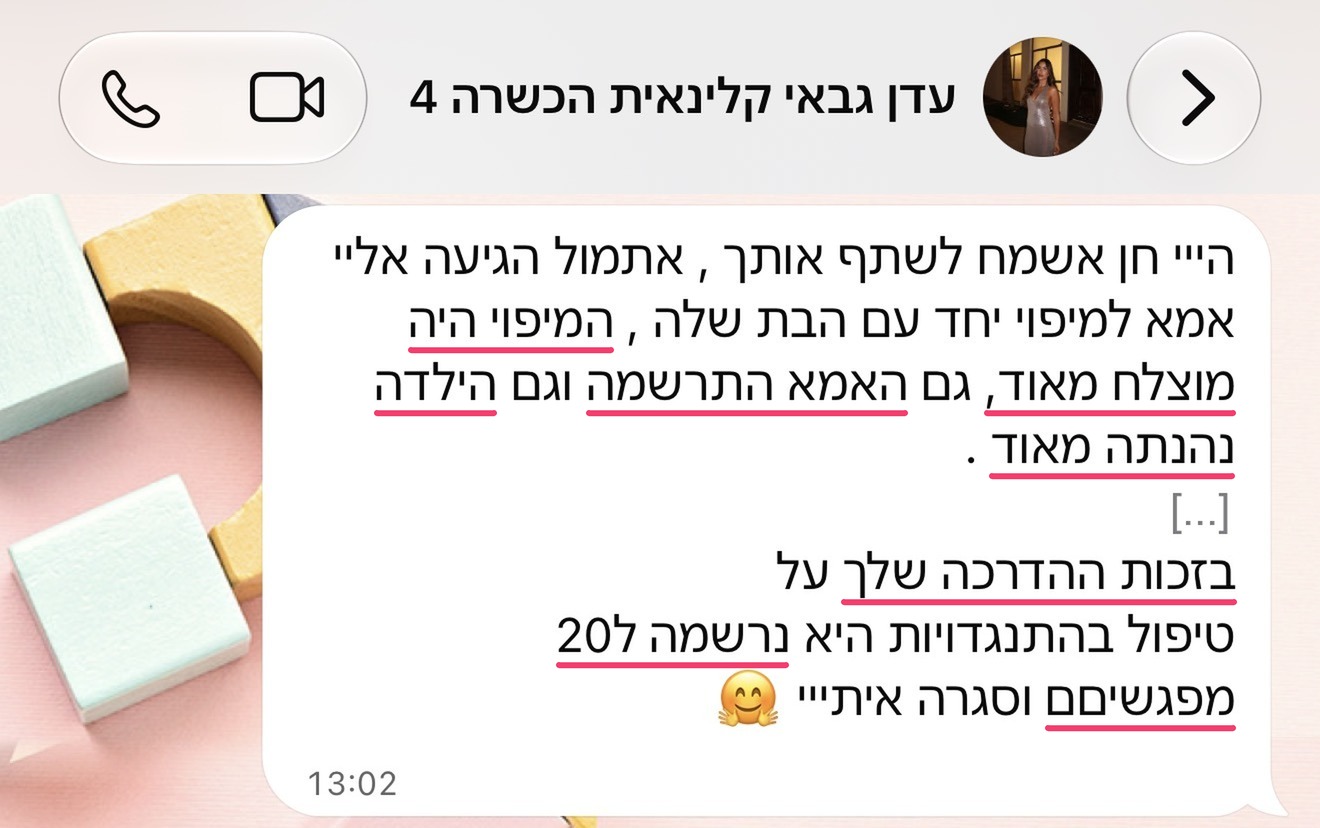 עדן גבאי קלינאית הכשרה 4
הייי חן אשמח לשתף אותך , אתמול הגיעה אליי
אמא למיפוי יחד עם הבת שלה , המיפוי היה
מוצלח מאוד, גם האמא התרשמה וגם הילדה
נהנתה מאוד .
[...]
בזכות ההדרכה שלך על
טיפול בהתנגדויות היא נרשמה ל20
מפגשיםם וסגרה איתייי 🤗
13:02